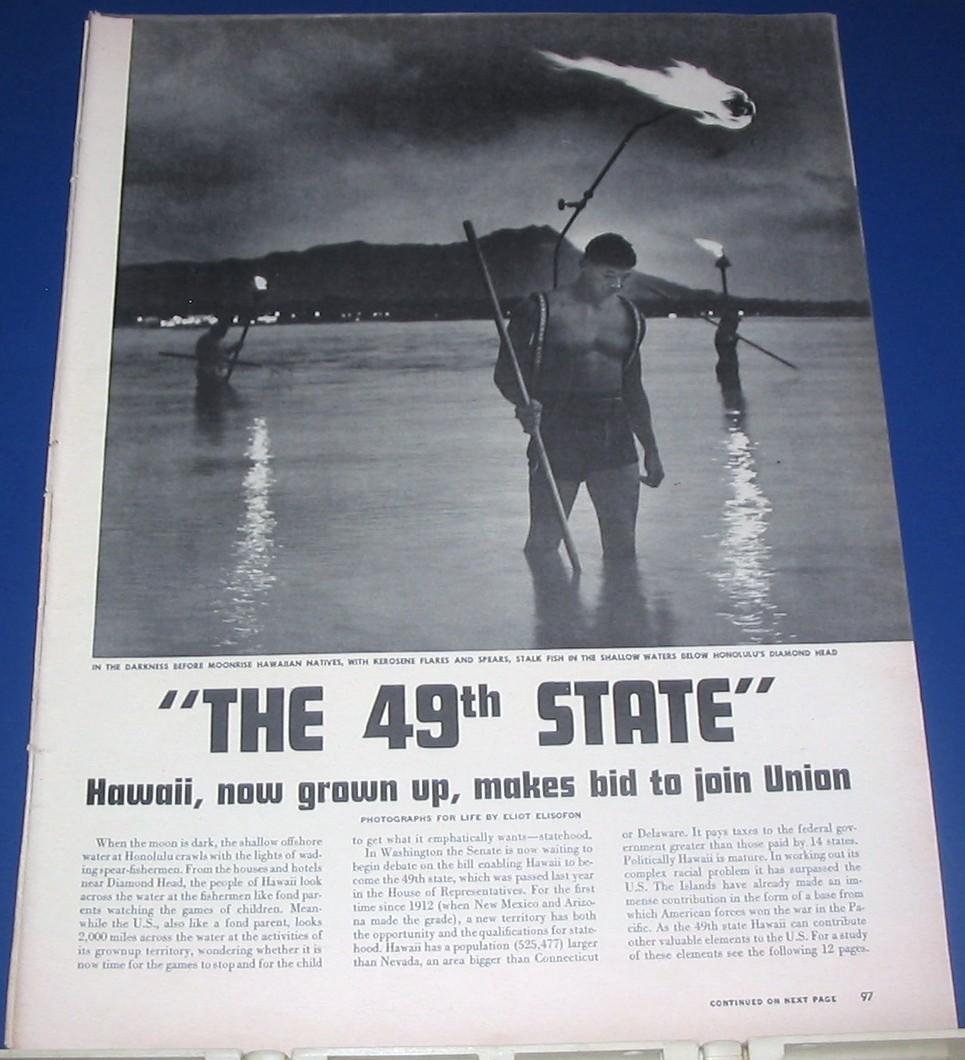 IN THE DARKNESS BEFORE MOONRISE HAWAIIAN NATIVES, WITH KEROSENE FLARES AND SPEARS, STALK FISH IN THE SHALLOW WATERS BELOW HONOLULU'S DIAMOND HEAD
"THE 49th STATE"
Hawaii, now grown up, makes bid to join Union
PHOTOGRAPHS FOR LIFE BY ELIOT ELISOFON
When the moon is dark, the shallow offshore
water at Honolulu crawls with the lights of wad-
ing spear-fishermen. From the houses and hotels
near Diamond Head, the people of Hawaii look
across the water at the fishermen like fond par-
ents watching the games of children. Mean-
while the U.S., also like a fond parent, looks
2,000 miles across the water at the activities of
its grownup territory, wondering whether it is
now time for the games to stop and for the child
to get what it emphatically wants—statehood.
In Washington the Senate is now waiting to
begin debate on the bill enabling Hawaii to be-
come the 49th state, which was passed last year
in the House of Representatives. For the first
time since 1912 (when New Mexico and Arizo-
na made the grade), a new territory has both
the opportunity and the qualifications for state-
hood. Hawaii has a population (525,477) larger
than Nevada, an area bigger than Connecticut
or Delaware. It pays taxes to the federal gov-
ernment greater than those paid by 14 states.
Politically Hawaii is mature. In working out its
complex racial problem it has surpassed the
U.S. The Islands have already made an im-
mense contribution in the form of a base from
which American forces won the war in the Pa-
cific. As the 49th state Hawaii can contribute
other valuable elements to the U.S. For a study
of these elements see the following 12 pages.
CONTINUED ON NEXT PAGE 97